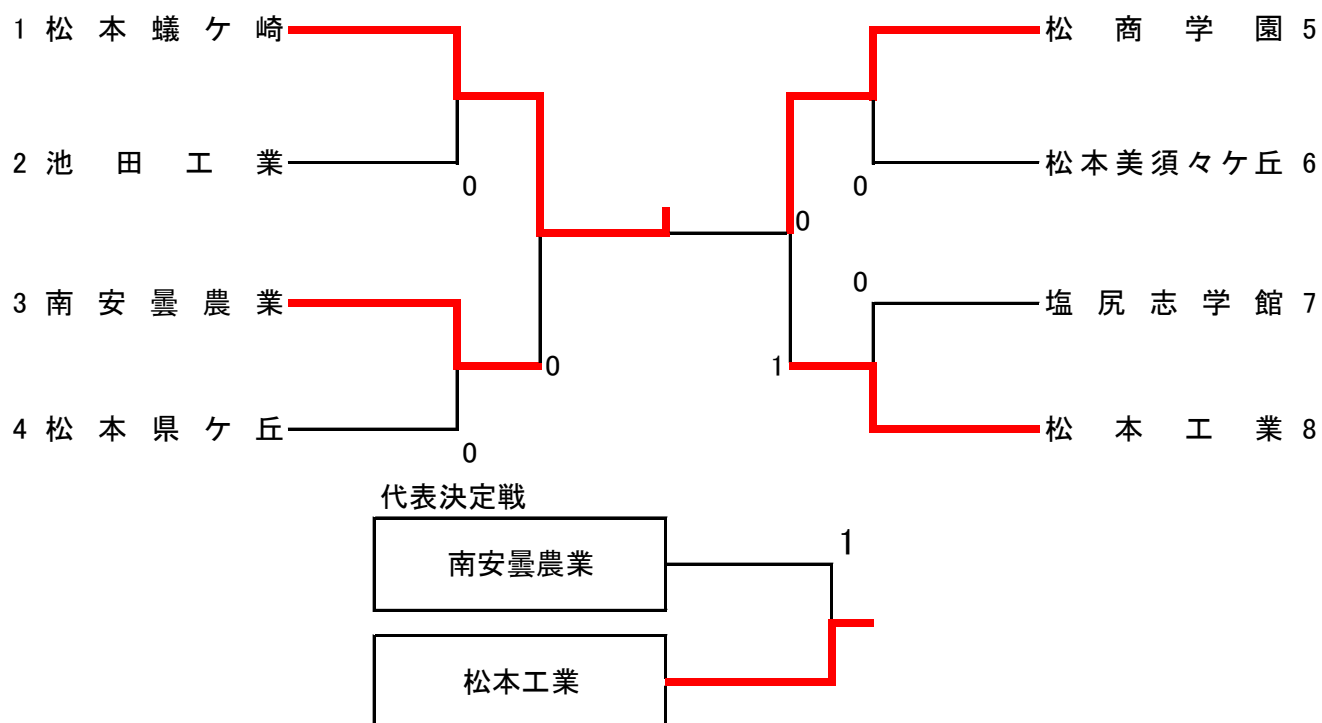 1 松本蟻ケ崎 松商学園 5
2 池田工業 松本美須々ケ丘 6
0 0
0
0
3 南安曇農業 塩尻志学館 7
0 1
4 松本県ケ丘 松本工業 8
0
代表決定戦
1
南安曇農業
松本工業